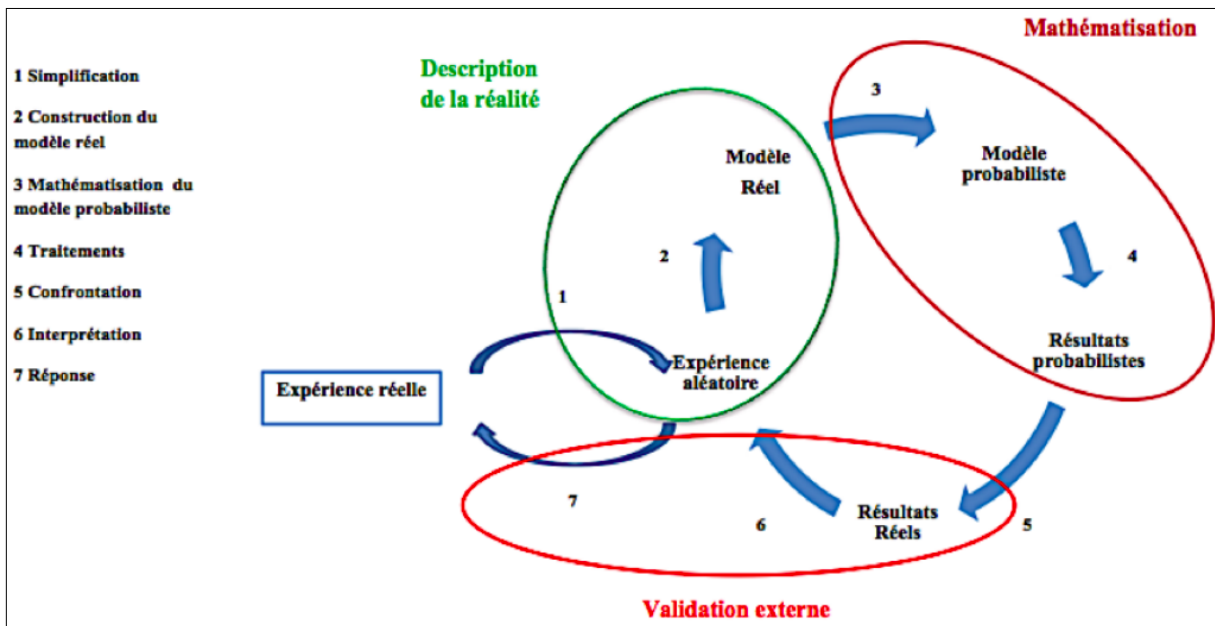 Mathématisation
1 Simplification
2 Construction du
modèle réel
3 Mathématisation du
modèle probabiliste
4 Traitements
5 Confrontation
6 Interprétation
7 Réponse
Description
de la réalité
3
Modèle
Réel
Modèle
probabiliste
2
4
1
Expérience réelle
Expérience
aléatoire
Résultats
probabilistes
7
6
Résultats
Réels
5
Validation externe